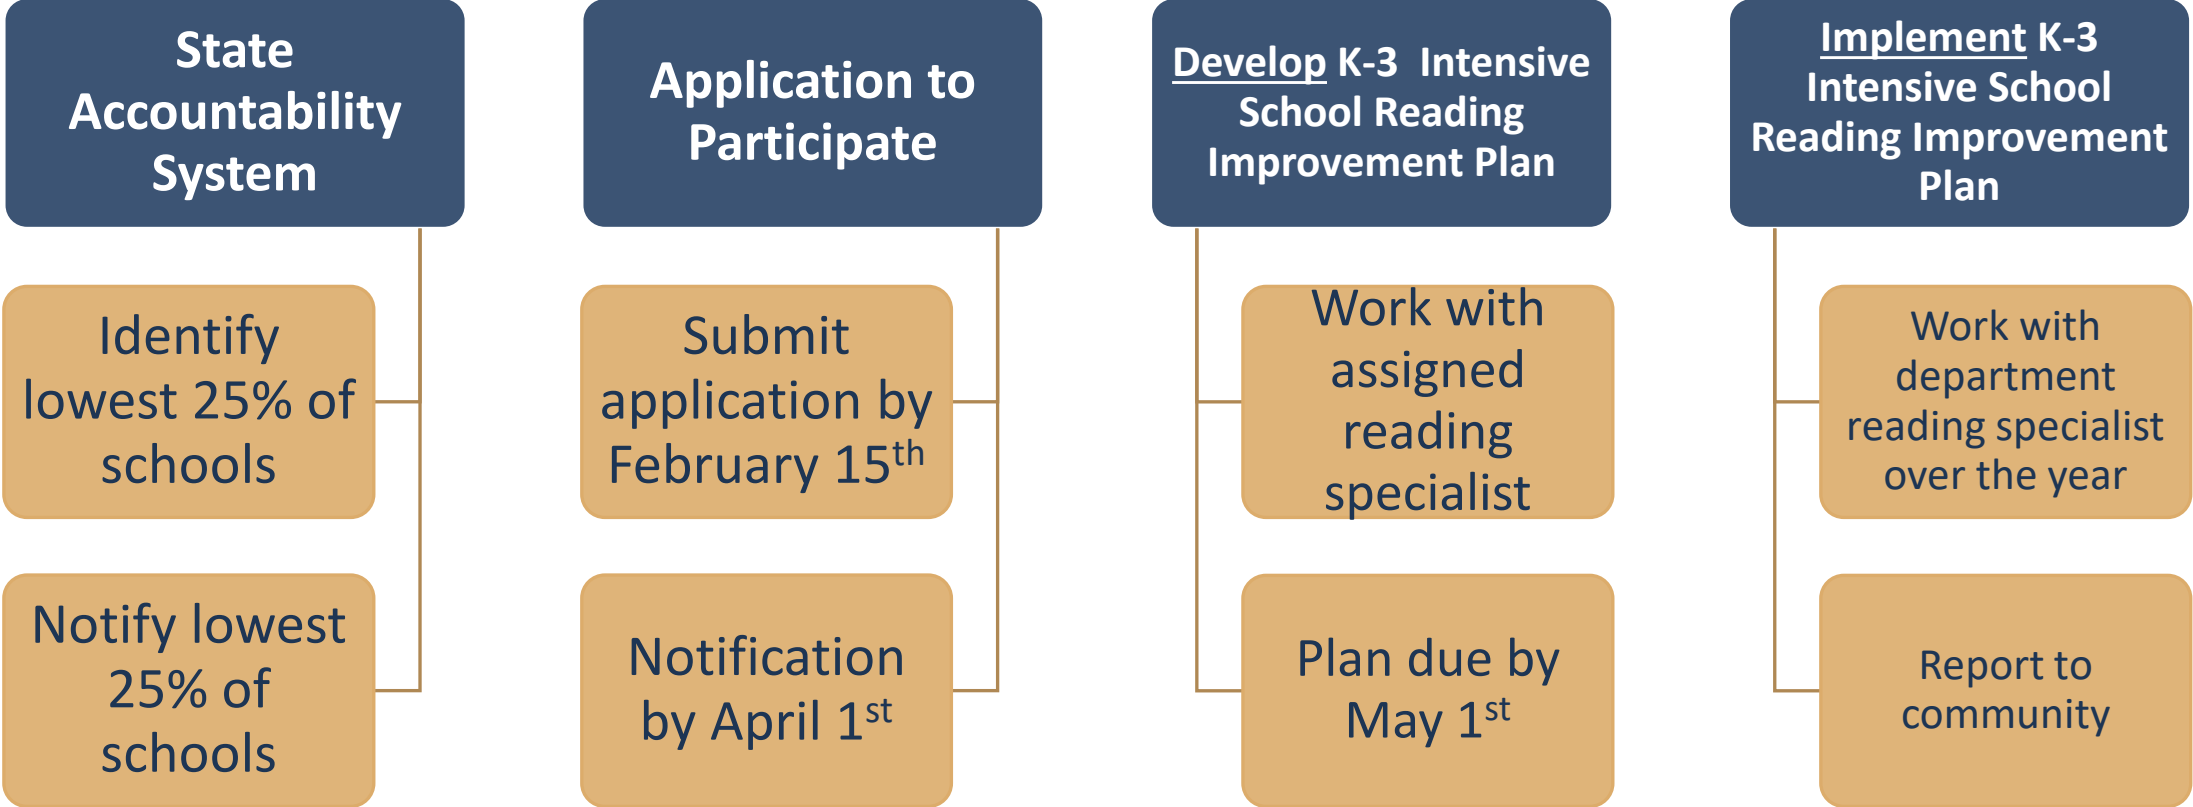 State
Accountability
System
Identify
lowest 25% of
schools
Notify lowest
25% of
schools
Application to
Participate
Submit
application by
February 15th
Notification
by April 1st
Develop K-3  Intensive
School Reading
Improvement Plan
Work with
assigned
reading
specialist
Plan due by
May 1st
Implement K-3
Intensive School
Reading Improvement
Plan
Work with
department
reading specialist
over the year
Report to
community